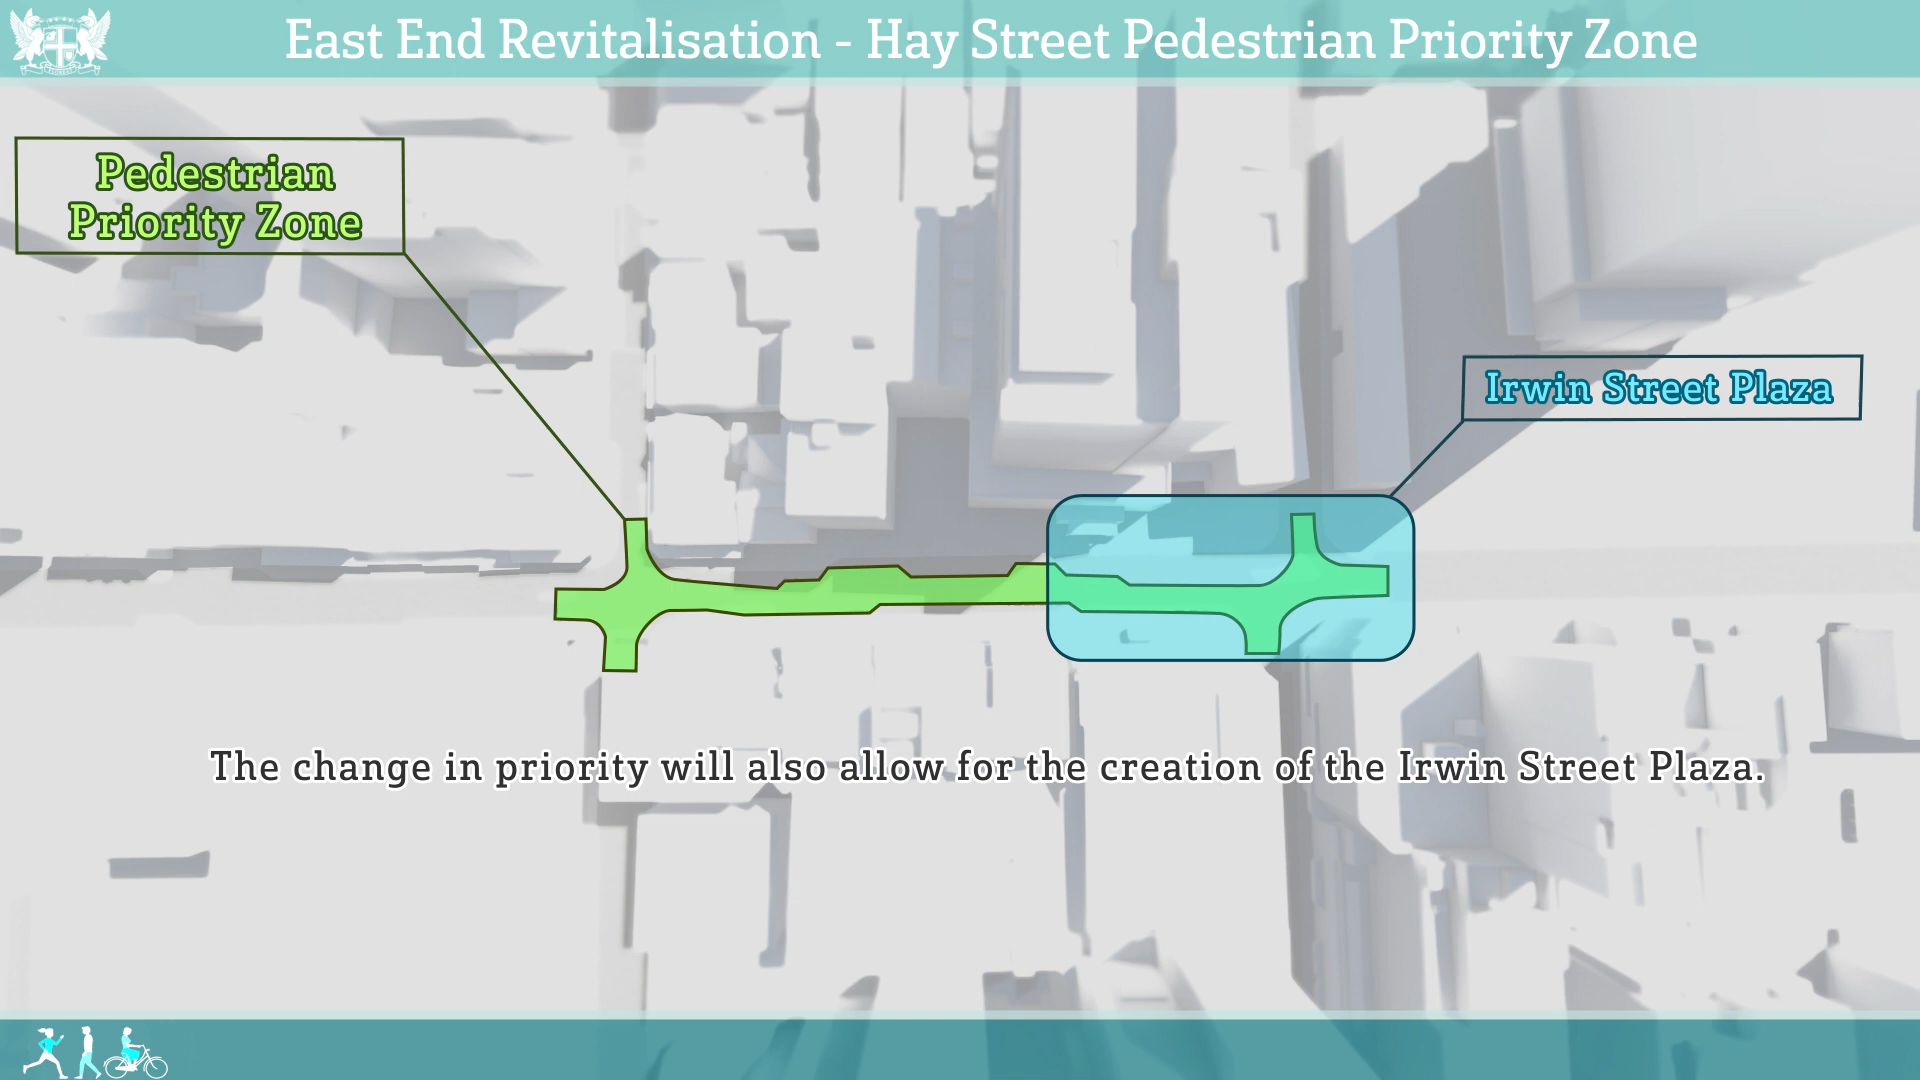 East End Revitalisation - Hay Street Pedestrian Priority Zone
Pedestrian
Priority Zone
Irwin Street Plaza
The change in priority will also allow for the creation of the Irwin Street Plaza.